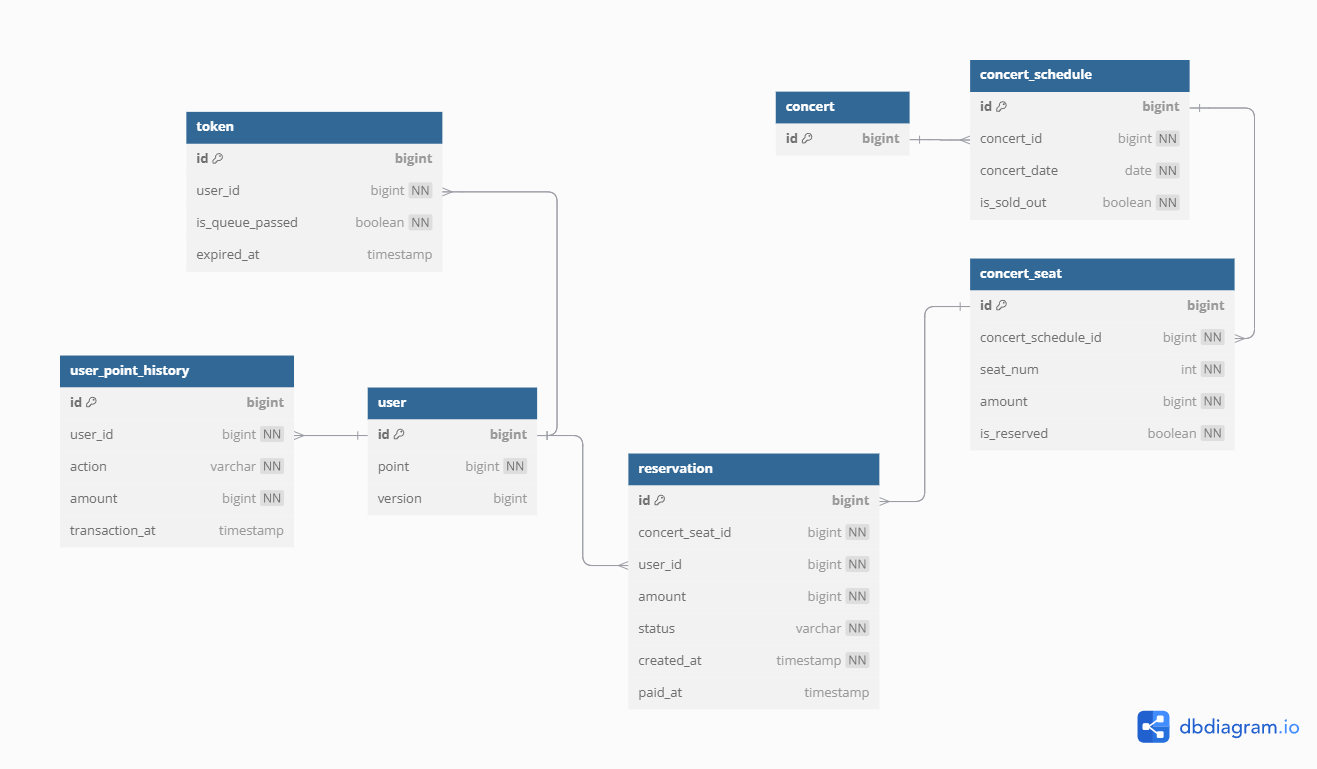 token
id bigint
user_id bigint NN
is_queue_passed boolean NN
expired_at timestamp
concert
id bigint
concert_schedule
id bigint
concert_id bigint NN
concert_date date NN
is_sold_out boolean NN
concert_seat
id bigint
concert_schedule_id bigint NN
seat_num int NN
amount bigint NN
is_reserved boolean NN
user_point_history
id bigint
user_id bigint NN
action varchar NN
amount bigint NN
transaction_at timestamp
user
id bigint
point bigint NN
version bigint
reservation
id bigint
concert_seat_id bigint NN
user_id bigint NN
amount bigint NN
status varchar NN
created_at timestamp NN
paid_at timestamp
dbdiagram.io